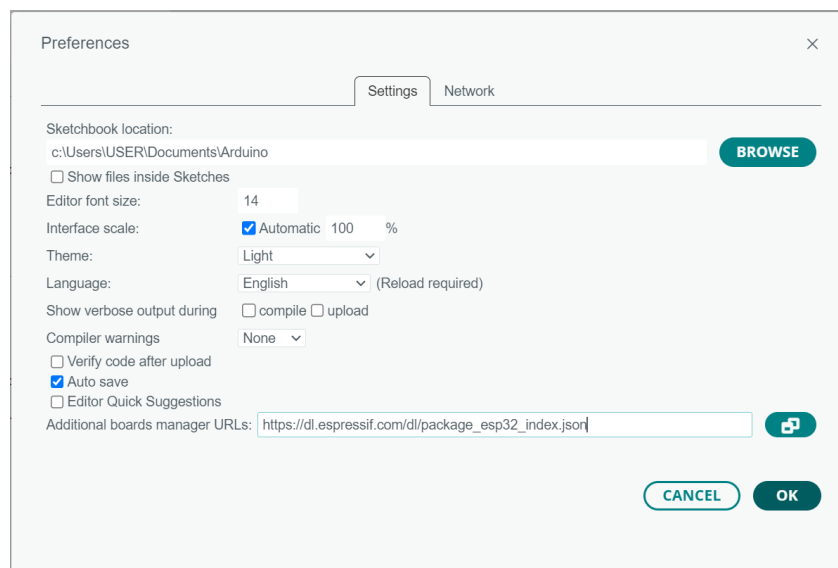 Preferences
Settings Network
Sketchbook location:
c:\Users\USER\Documents\Arduino BROWSE
Show files inside Sketches
Editor font size: 14
Interface scale: Automatic 100 %
Theme: Light
Language: English (Reload required)
Show verbose output during compile upload
Compiler warnings None
Verify code after upload
Auto save
Editor Quick Suggestions
Additional boards manager URLs: https://dl.espressif.com/dl/package_esp32_index.json
CANCEL OK